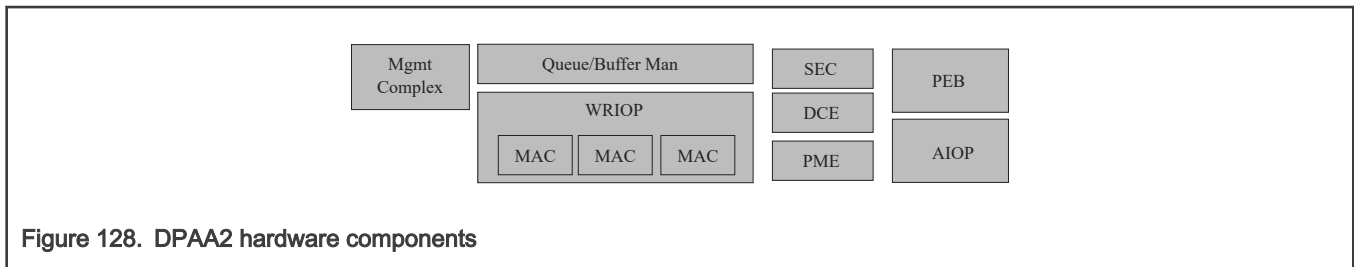 Mgmt
Complex
Queue/Buffer Man
WRIOP
MAC MAC MAC
SEC
DCE
PME
PEB
AIOP
Figure 128. DPAA2 hardware components